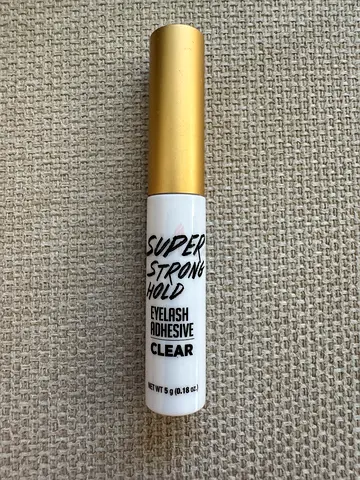 SUPER
STRONG
HOLD
EYELASH
ADHESIVE
CLEAR
NET WT 5 g (0.18 oz.)